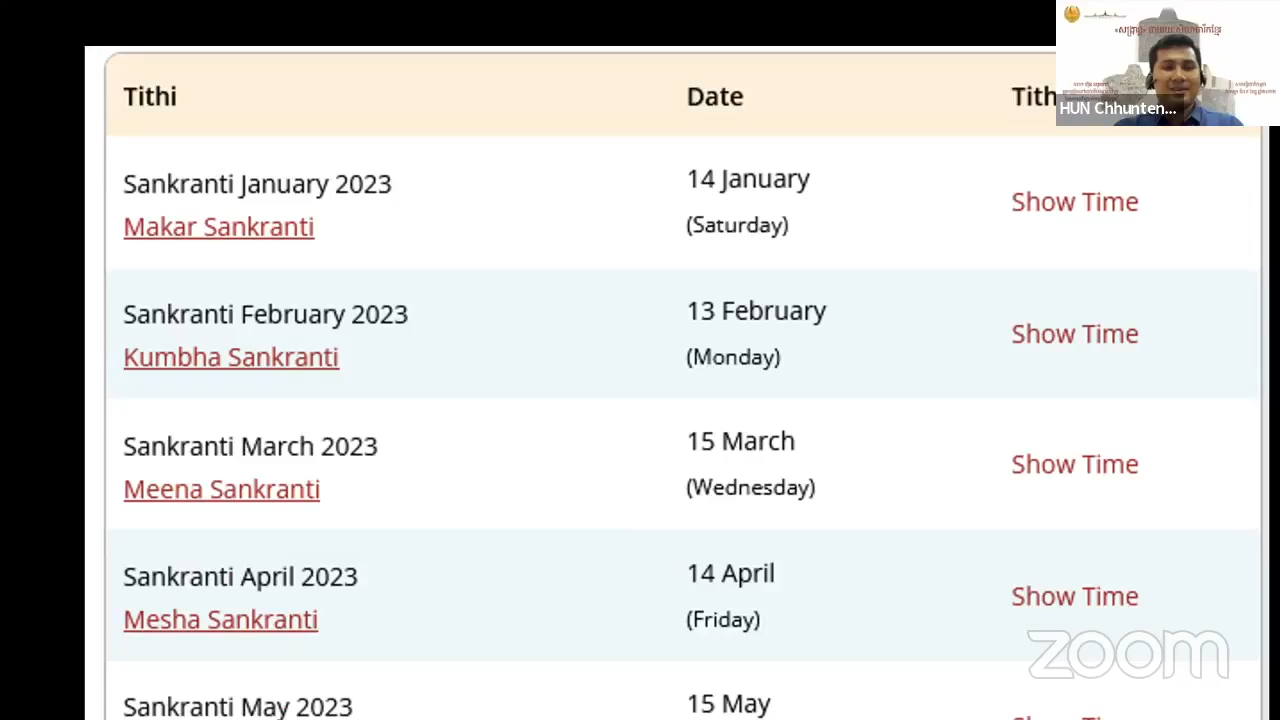 Tithi
Date
Tith
Sankranti January 2023
Makar Sankranti
14 January
(Saturday)
Show Time
Sankranti February 2023
Kumbha Sankranti
13 February
(Monday)
Show Time
Sankranti March 2023
Meena Sankranti
15 March
(Wednesday)
Show Time
Sankranti April 2023
Mesha Sankranti
14 April
(Friday)
Show Time
Sankranti May 2023
15 May
HUN Chhunten...
zoom